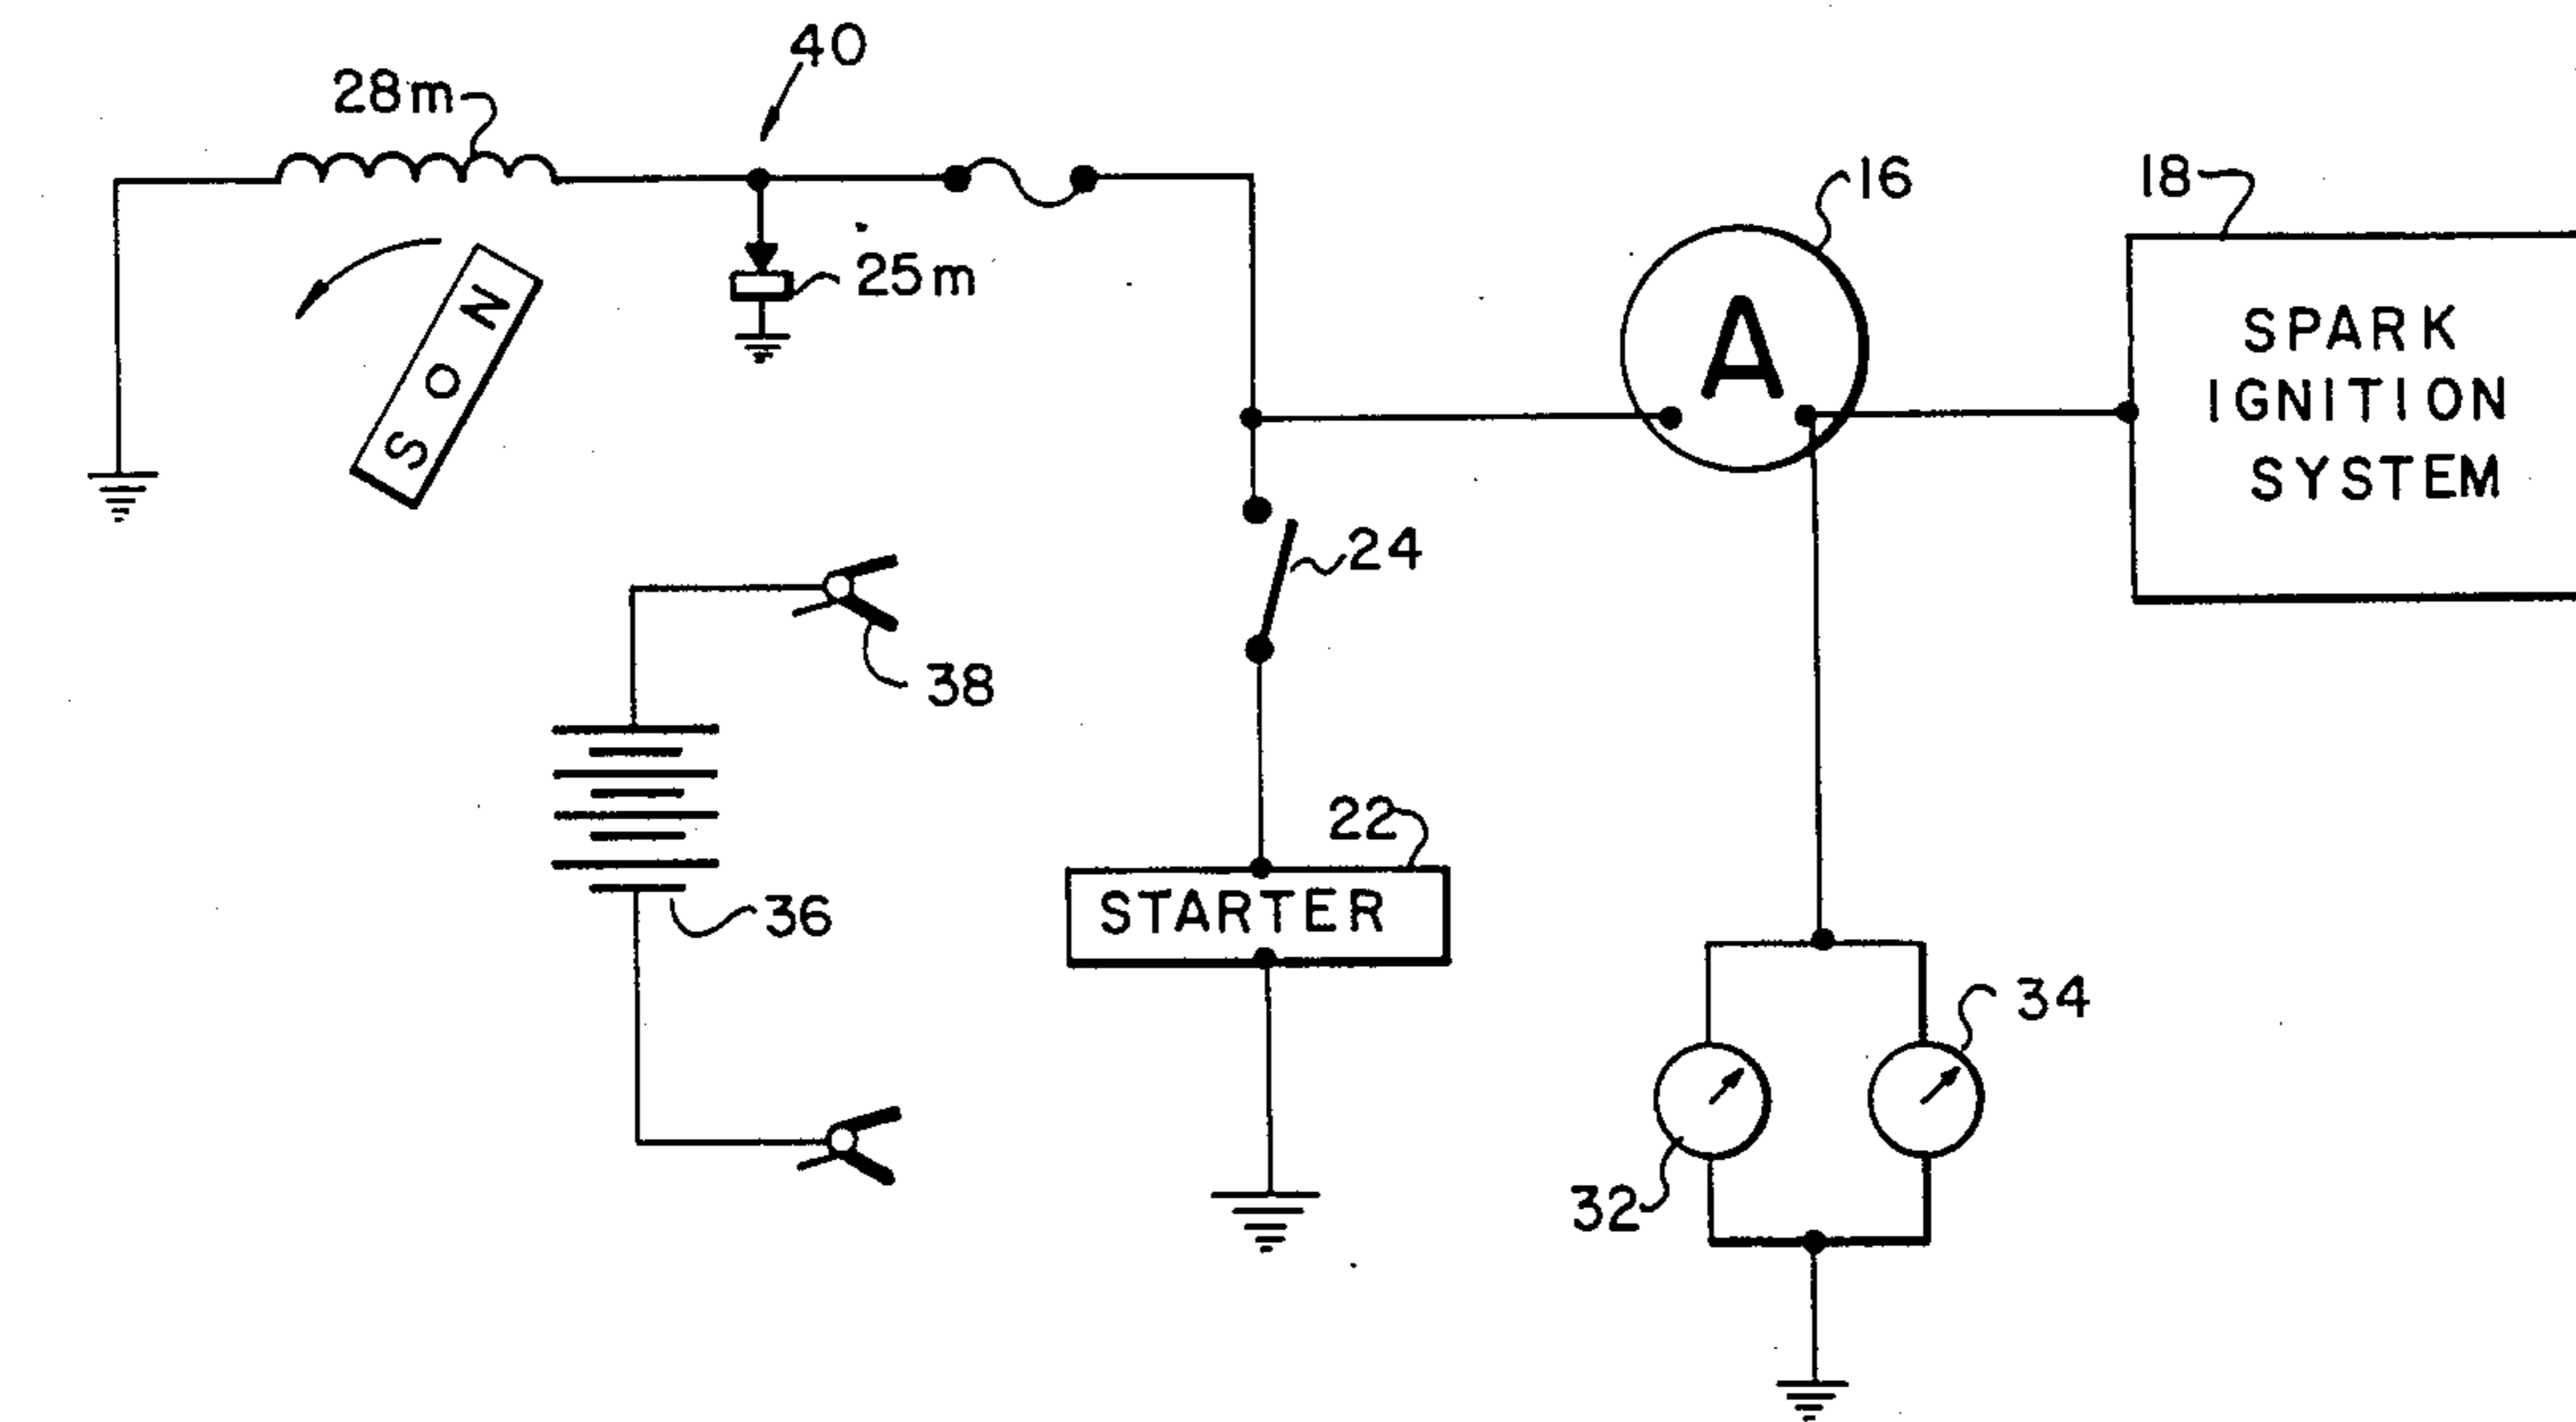 40
28m
25m
16
18
A
SPARK
IGNITION
SYSTEM
N
O
S
24
38
22
STARTER
36
34
32